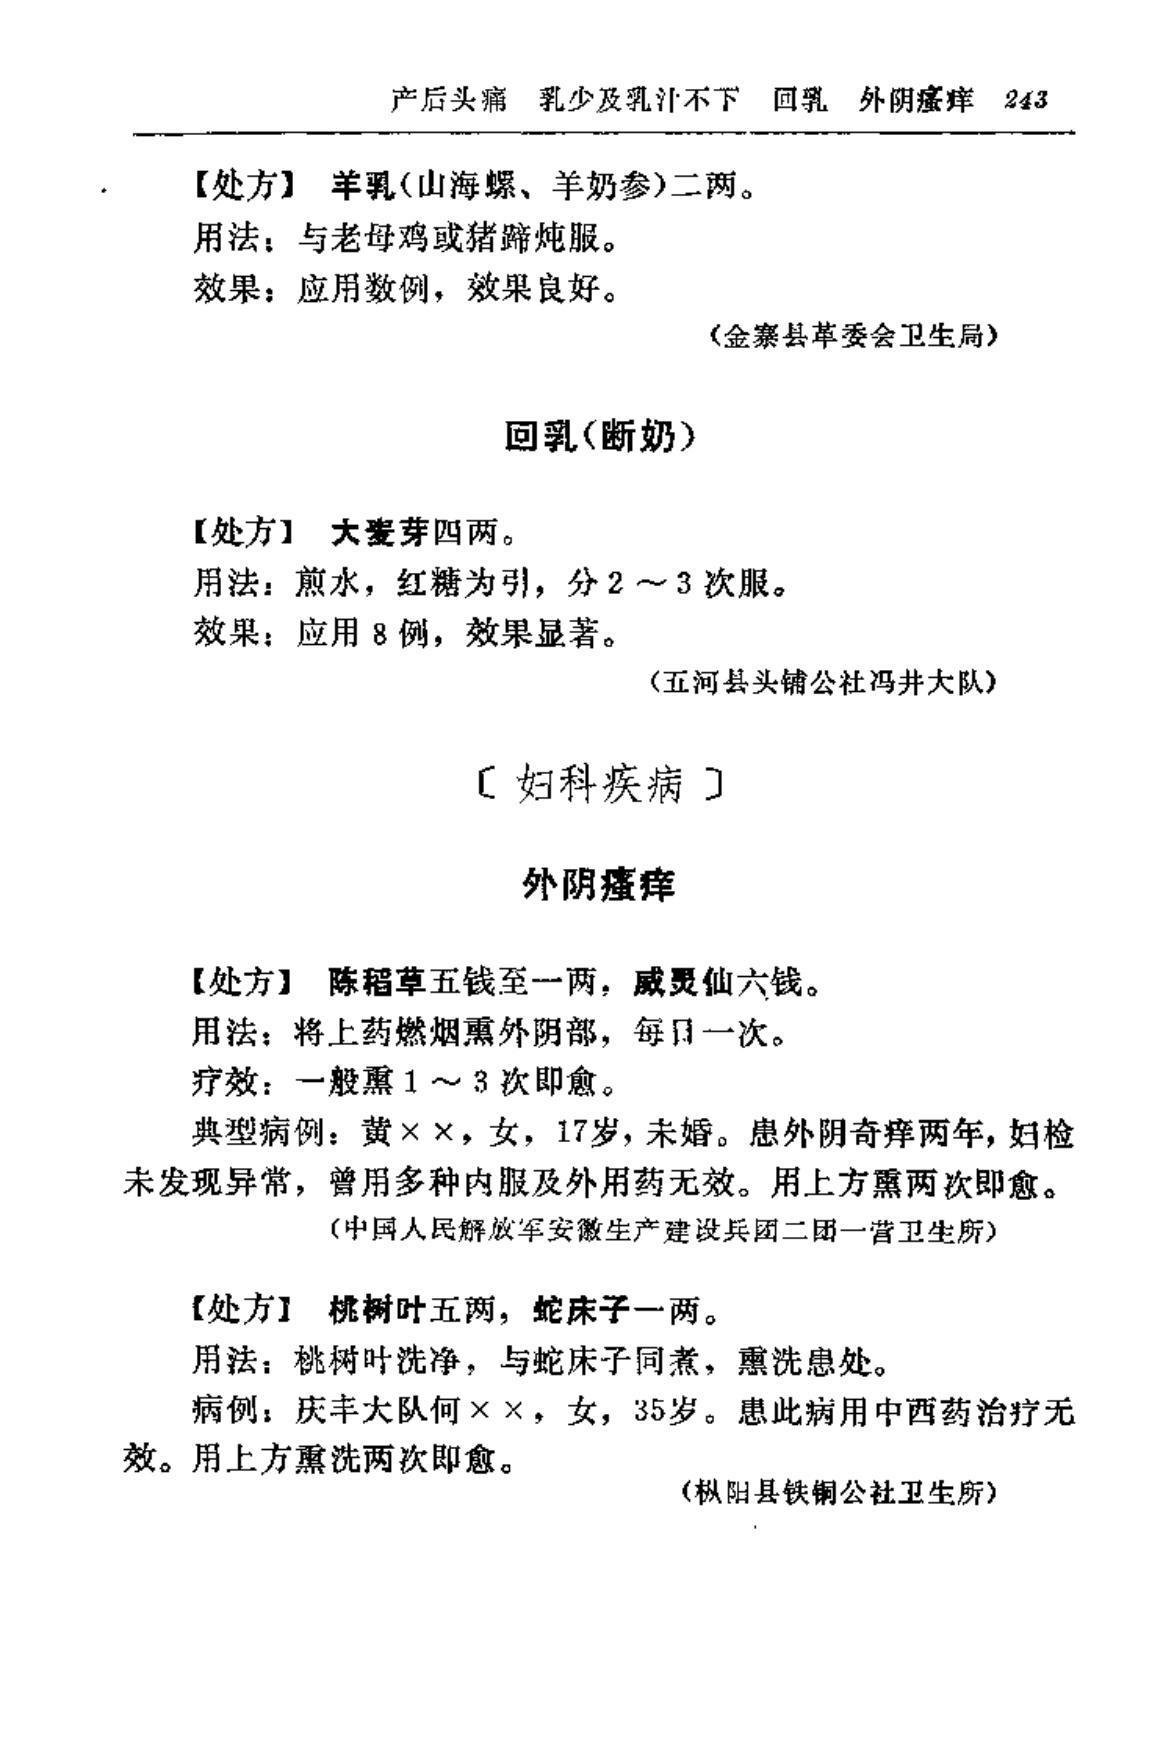 产后头痛 乳少及乳汁不下 回乳 外阴瘙痒 243
【处方】 羊乳(山海螺、羊奶参)二两。
用法：与老母鸡或猪蹄炖服。
效果：应用数例，效果良好。
(金寨县革委会卫生局)
回乳(断奶)
【处方】 大麦芽四两。
用法：煎水，红糖为引，分2～3次服。
效果：应用8例，效果显著。
(五河县头铺公社冯井大队)
〔妇科疾病〕
外阴瘙痒
【处方】 陈稻草五钱至一两，威灵仙六钱。
用法：将上药燃烟熏外阴部，每日一次。
疗效：一般熏1～3次即愈。
典型病例：黄××，女，17岁，未婚。患外阴奇痒两年，妇检
未发现异常，曾用多种内服及外用药无效。用上方熏两次即愈。
(中国人民解放军安徽生产建设兵团二团一营卫生所)
【处方】 桃树叶五两，蛇床子一两。
用法：桃树叶洗净，与蛇床子同煮，熏洗患处。
病例：庆丰大队何××，女，35岁。患此病用中西药治疗无
效。用上方熏洗两次即愈。
(枞阳县铁铜公社卫生所)